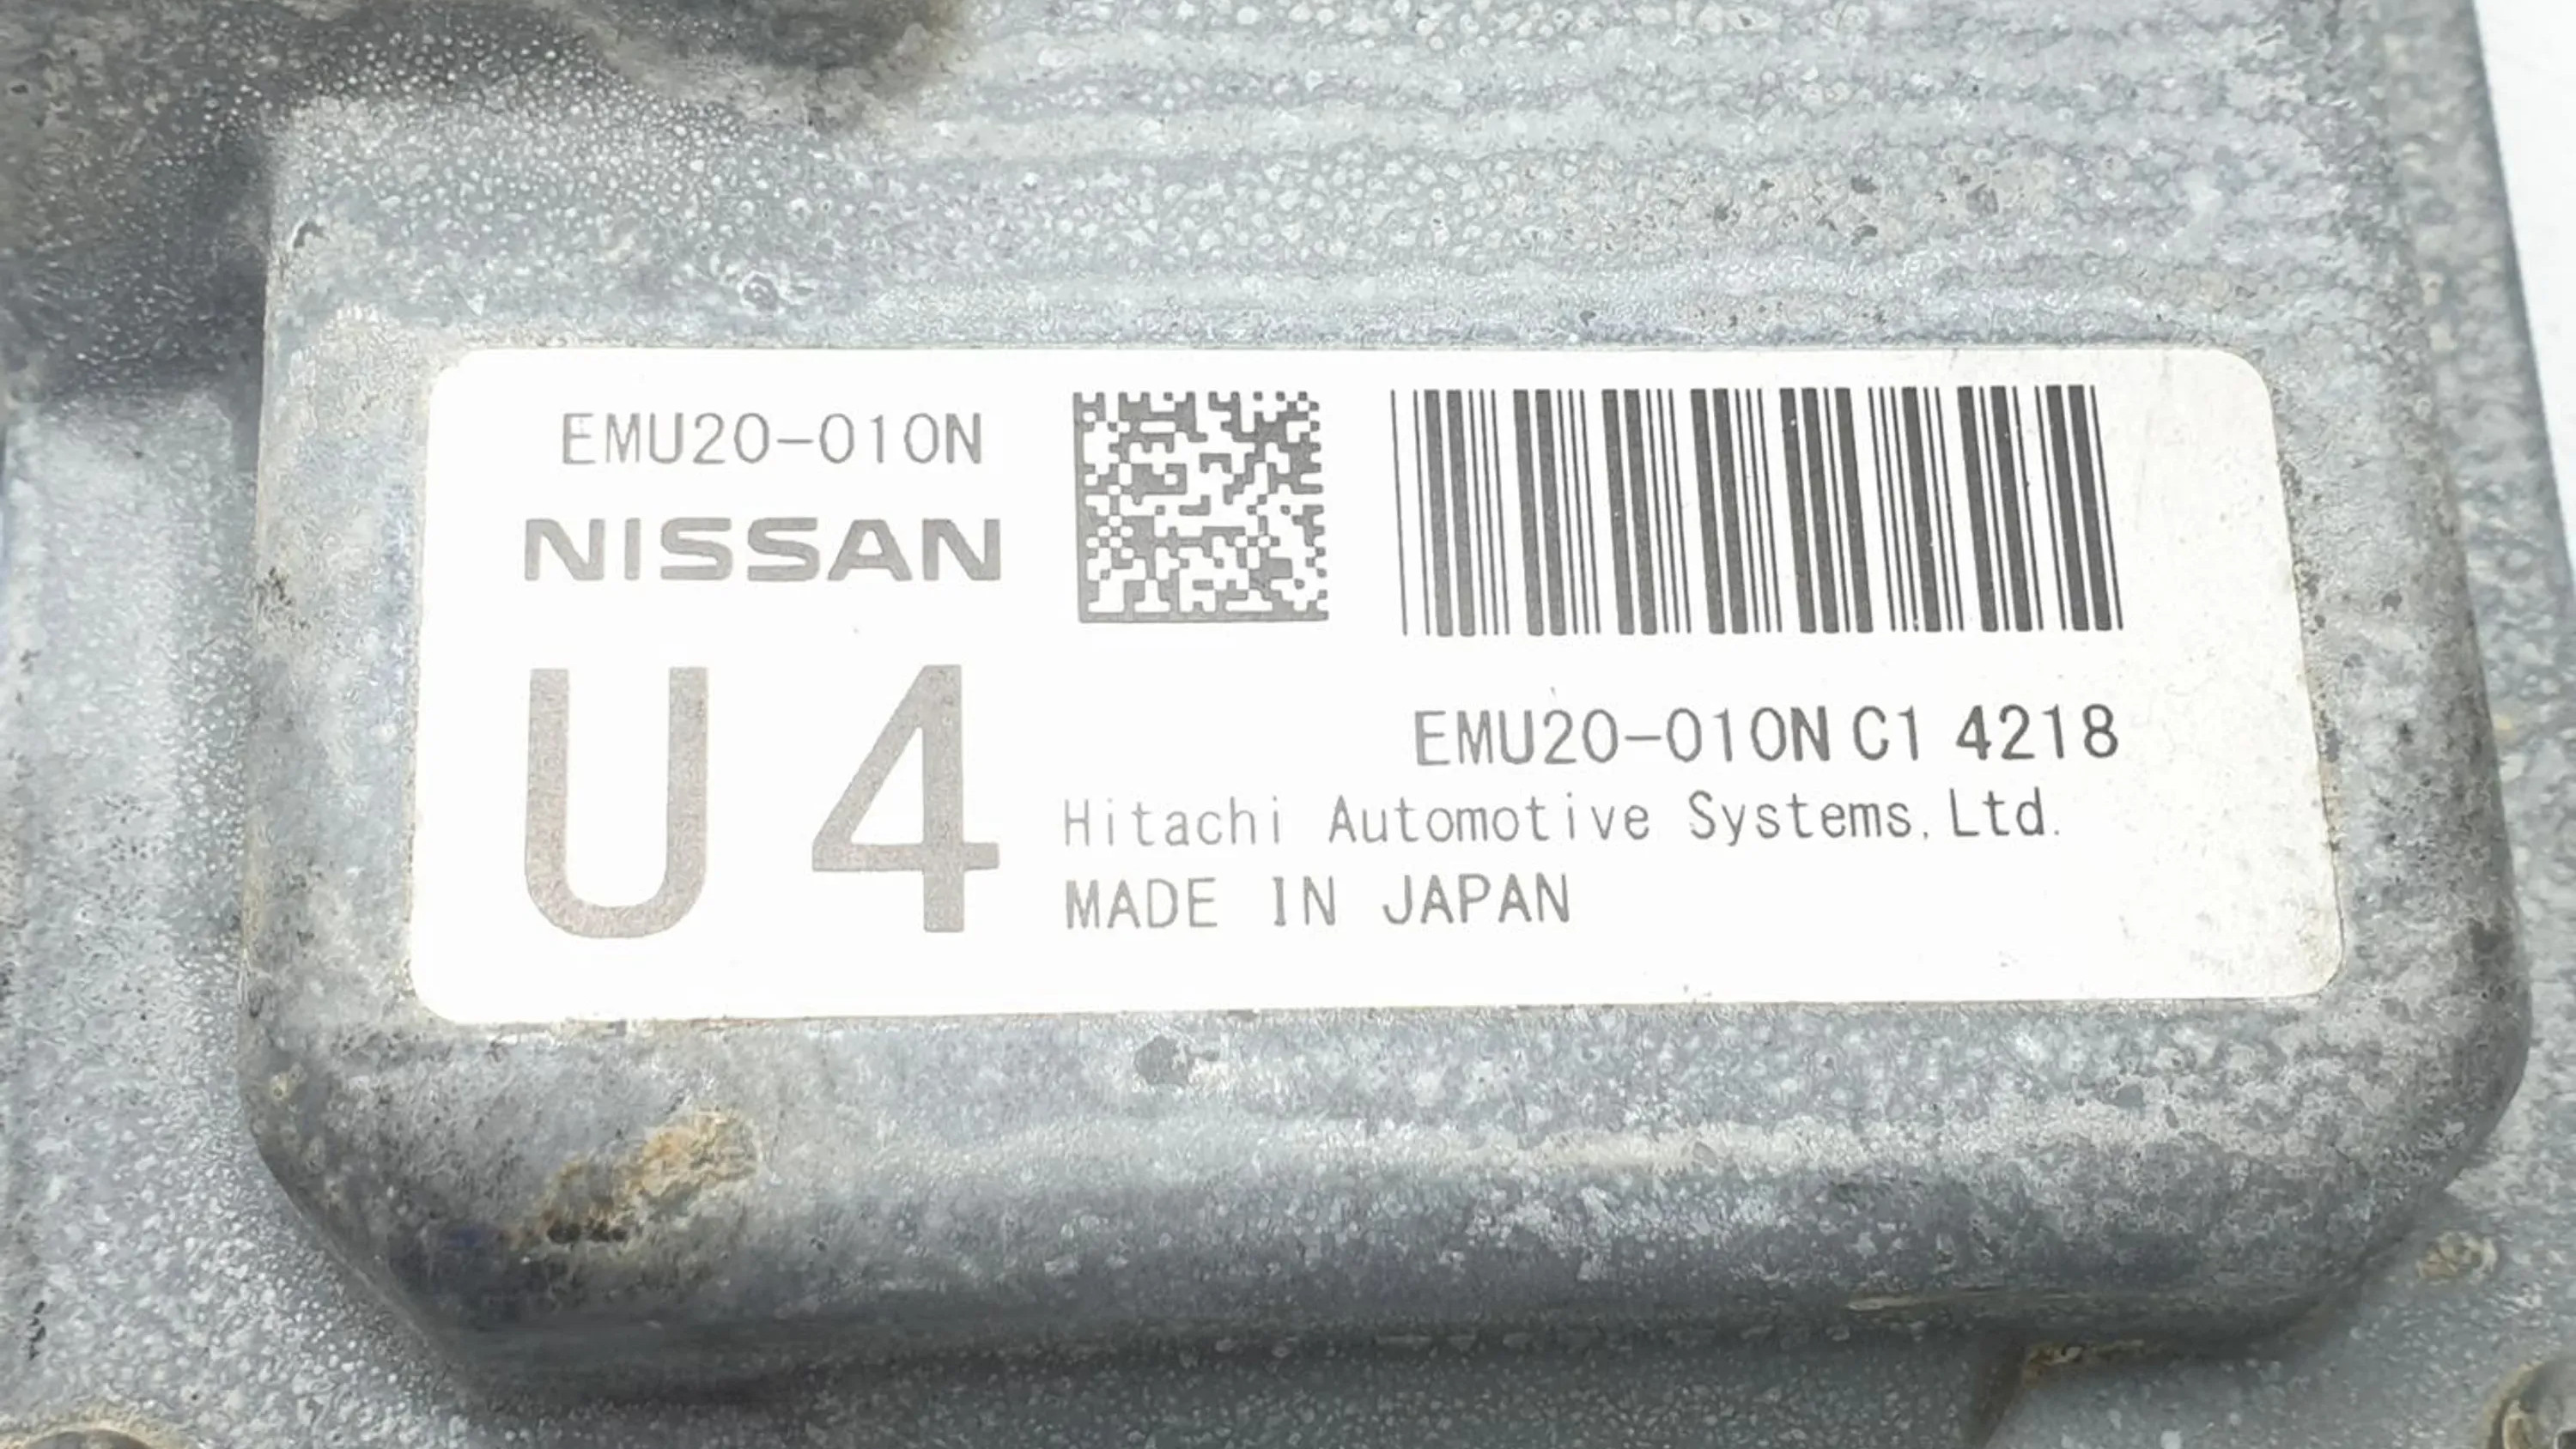 EMU20-010N
NISSAN
U4
EMU20-010N C1 4218
Hitachi Automotive Systems,Ltd.
MADE IN JAPAN